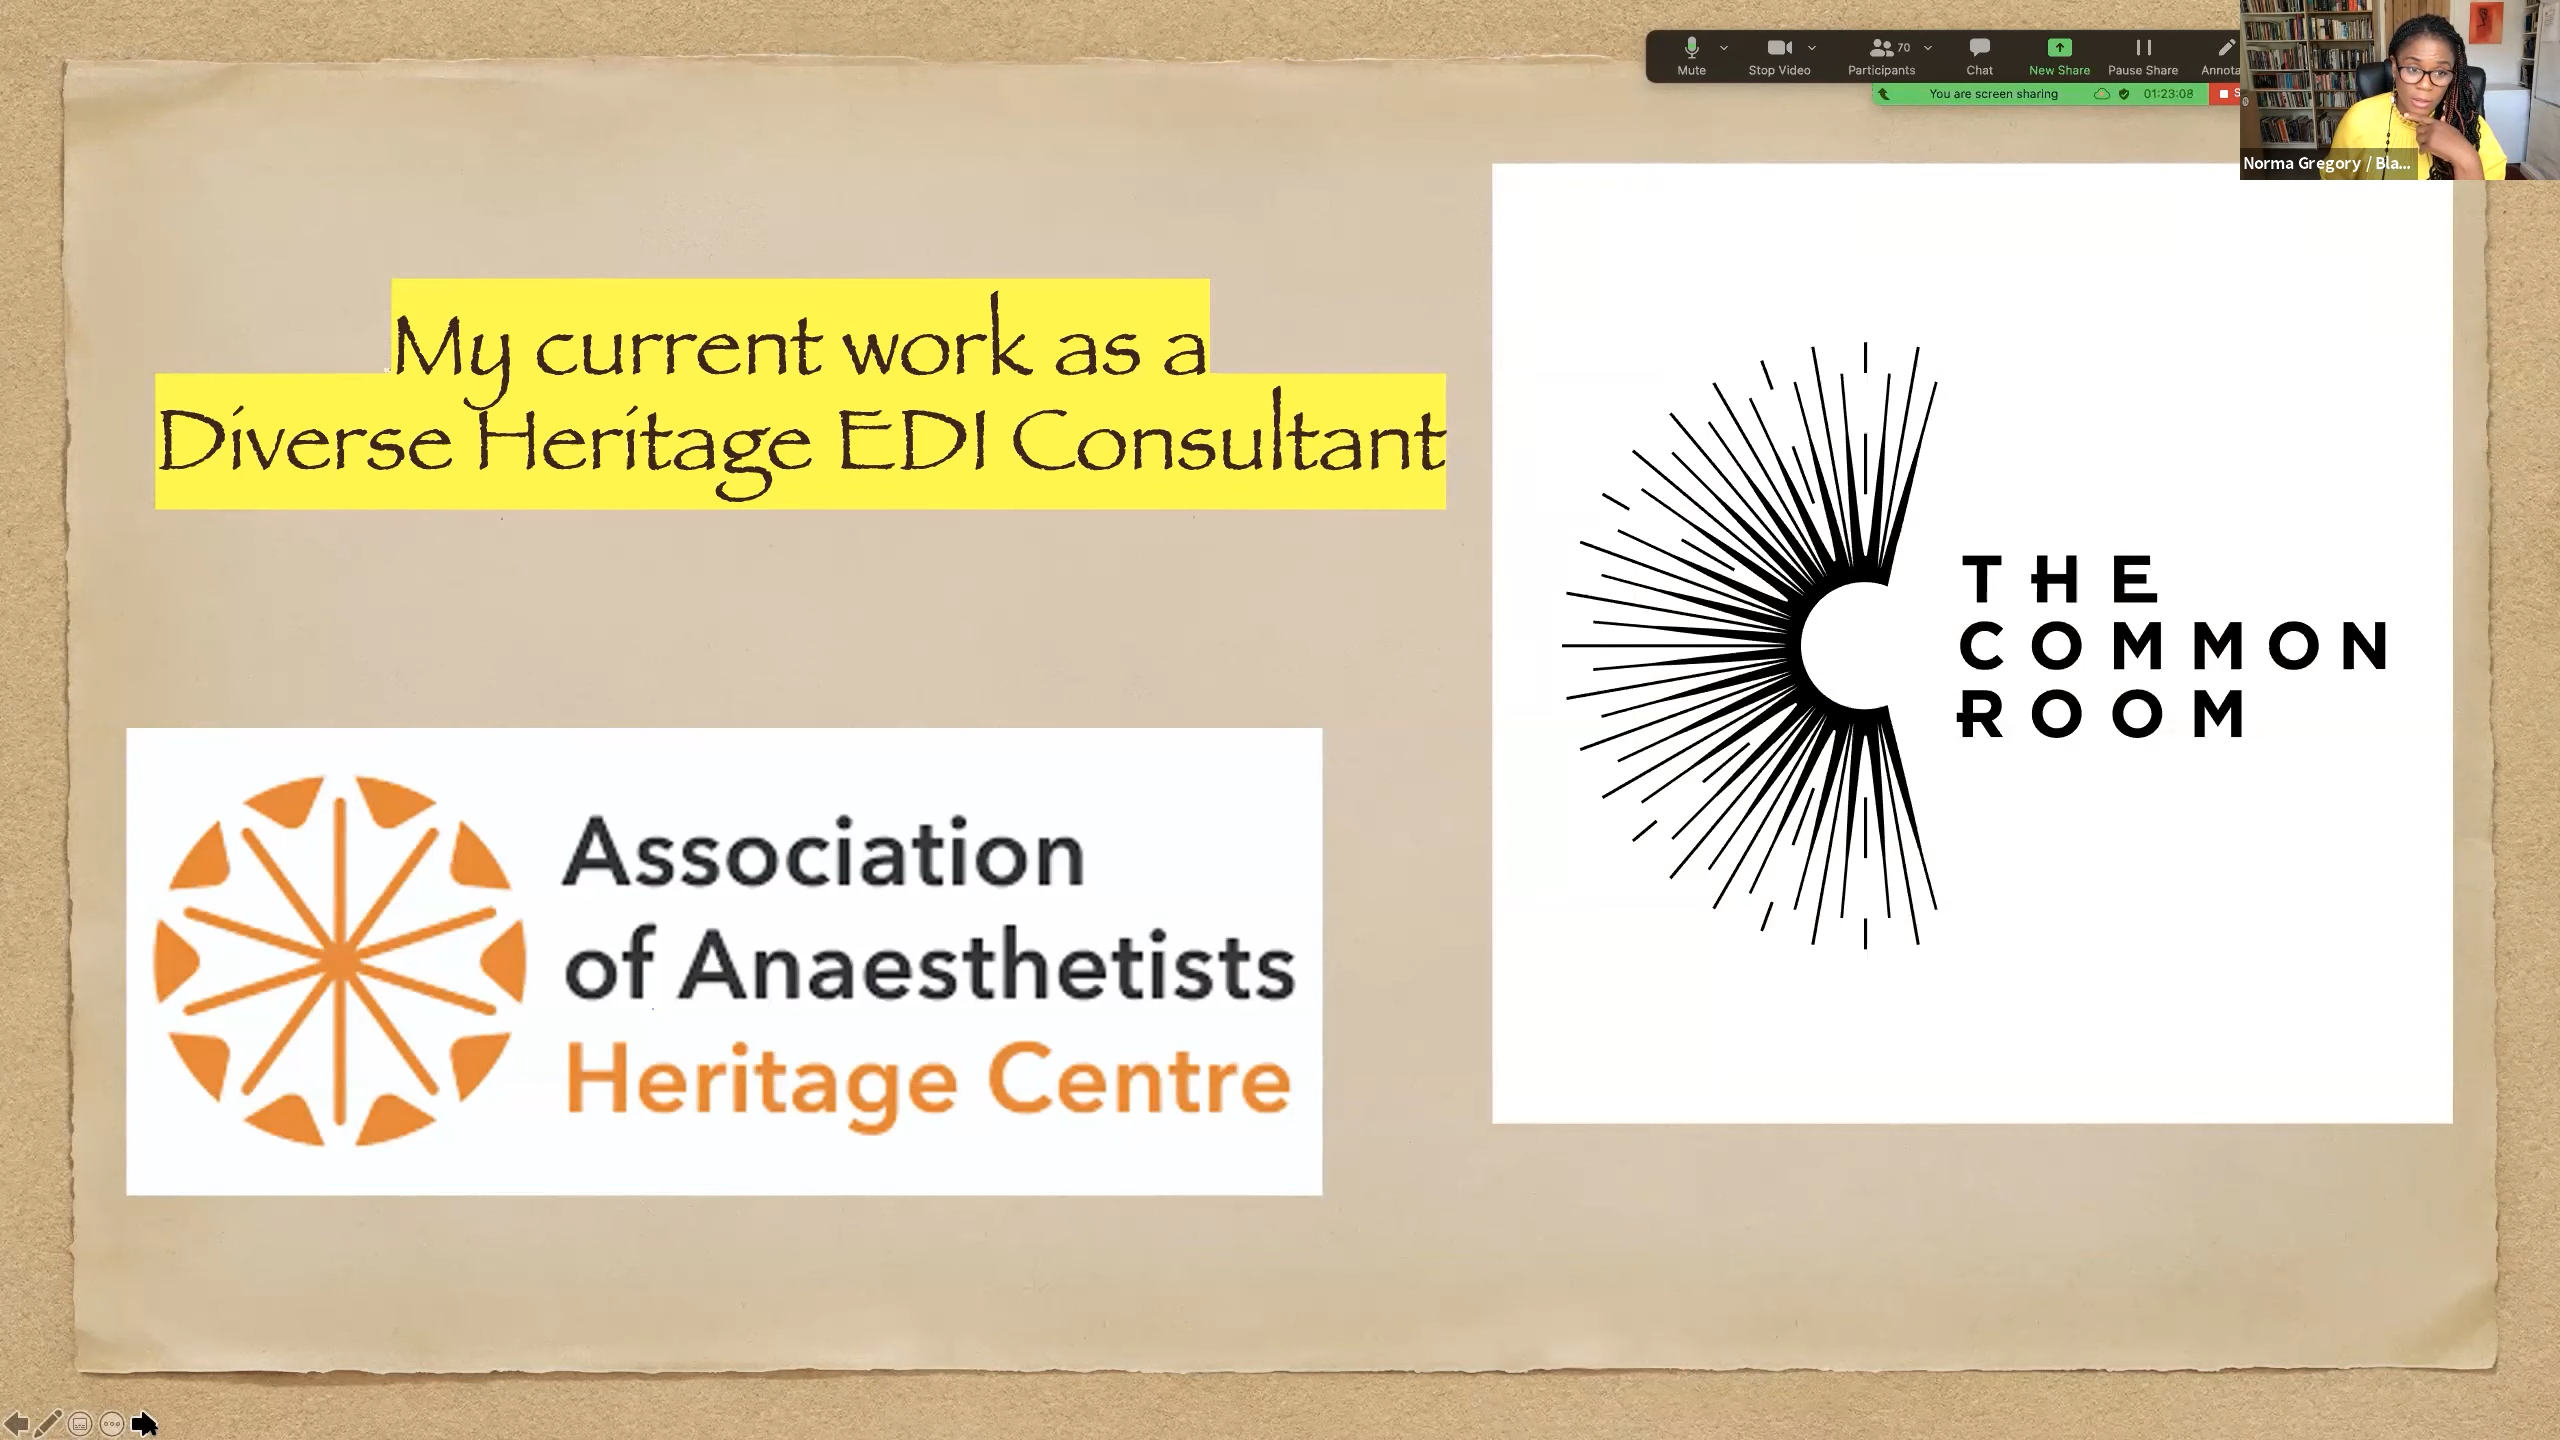 Mute
Stop Video
70
Participants
Chat
New Share
Pause Share
Annota
You are screen sharing
01:23:08
S
Norma Gregory / Bla...
My current work as a
Diverse Heritage EDI Consultant
THE
COMMON
ROOM
Association
of Anaesthetists
Heritage Centre